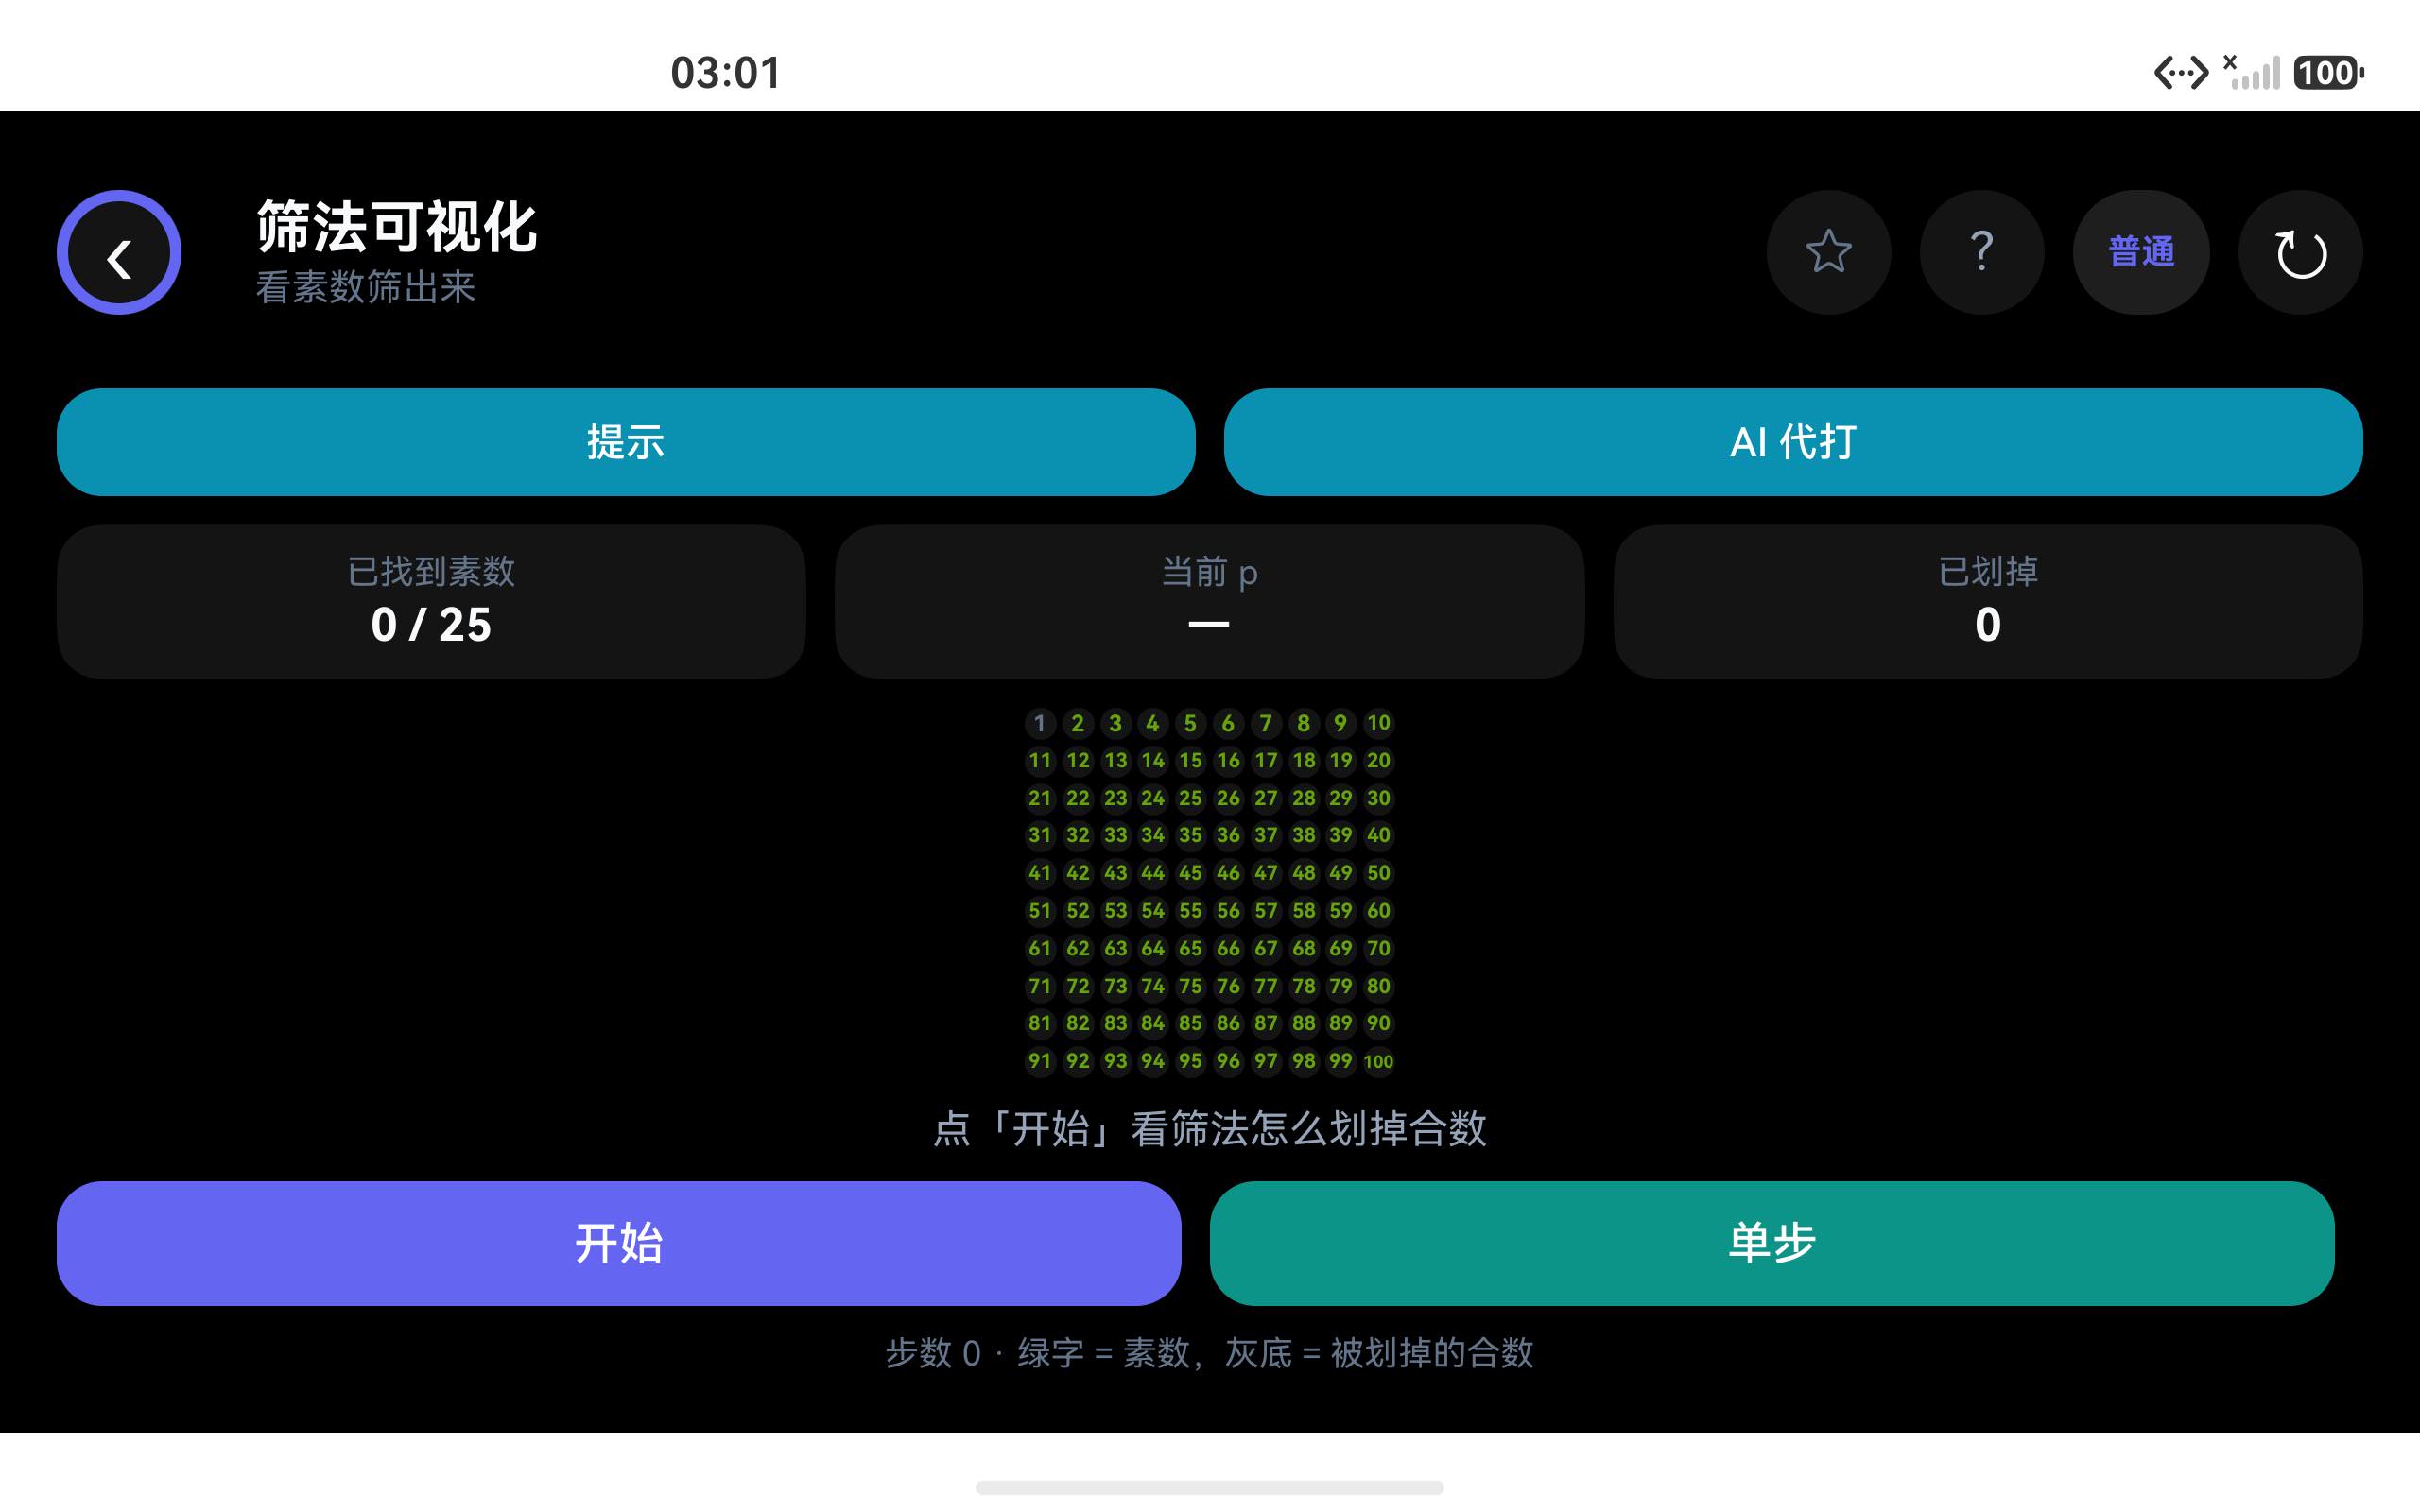 03:01
100
筛法可视化
看素数筛出来
?
普通
提示
AI 代打
已找到素数
0 / 25
当前 p
—
已划掉
0
1 2 3 4 5 6 7 8 9 10
11 12 13 14 15 16 17 18 19 20
21 22 23 24 25 26 27 28 29 30
31 32 33 34 35 36 37 38 39 40
41 42 43 44 45 46 47 48 49 50
51 52 53 54 55 56 57 58 59 60
61 62 63 64 65 66 67 68 69 70
71 72 73 74 75 76 77 78 79 80
81 82 83 84 85 86 87 88 89 90
91 92 93 94 95 96 97 98 99 100
点「开始」看筛法怎么划掉合数
开始
单步
步数 0 · 绿字 = 素数，灰底 = 被划掉的合数